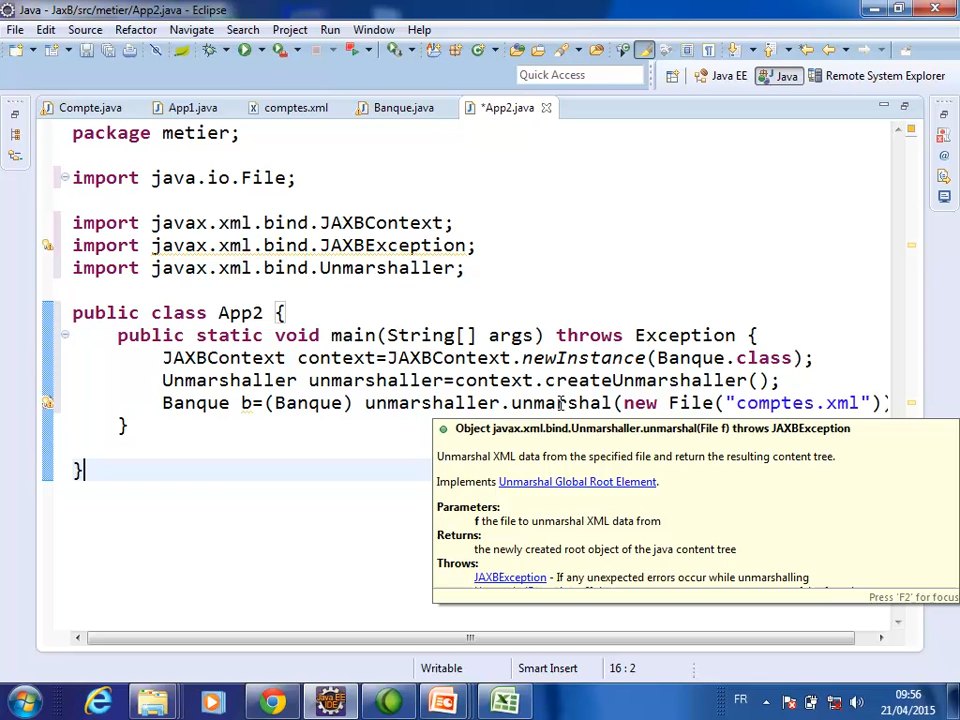 Java - JaxB/src/metier/App2.java - Eclipse
File Edit Source Refactor Navigate Search Project Run Window Help
Quick Access
Java EE Java Remote System Explorer
Compte.java App1.java comptes.xml Banque.java *App2.java
package metier;
import java.io.File;
import javax.xml.bind.JAXBContext;
import javax.xml.bind.JAXBException;
import javax.xml.bind.Unmarshaller;
public class App2 {
public static void main(String[] args) throws Exception {
JAXBContext context=JAXBContext.newInstance(Banque.class);
Unmarshaller unmarshaller=context.createUnmarshaller();
Banque b=(Banque) unmarshaller.unmarshal(new File("comptes.xml"))
}
}
Object javax.xml.bind.Unmarshaller.unmarshal(File f) throws JAXBException
Unmarshal XML data from the specified file and return the resulting content tree.
Implements Unmarshal Global Root Element.
Parameters:
f the file to unmarshal XML data from
Returns:
the newly created root object of the java content tree
Throws:
JAXBException - If any unexpected errors occur while unmarshalling
Press 'F2' for focus
Writable Smart Insert 16 : 2
FR 09:56
21/04/2015